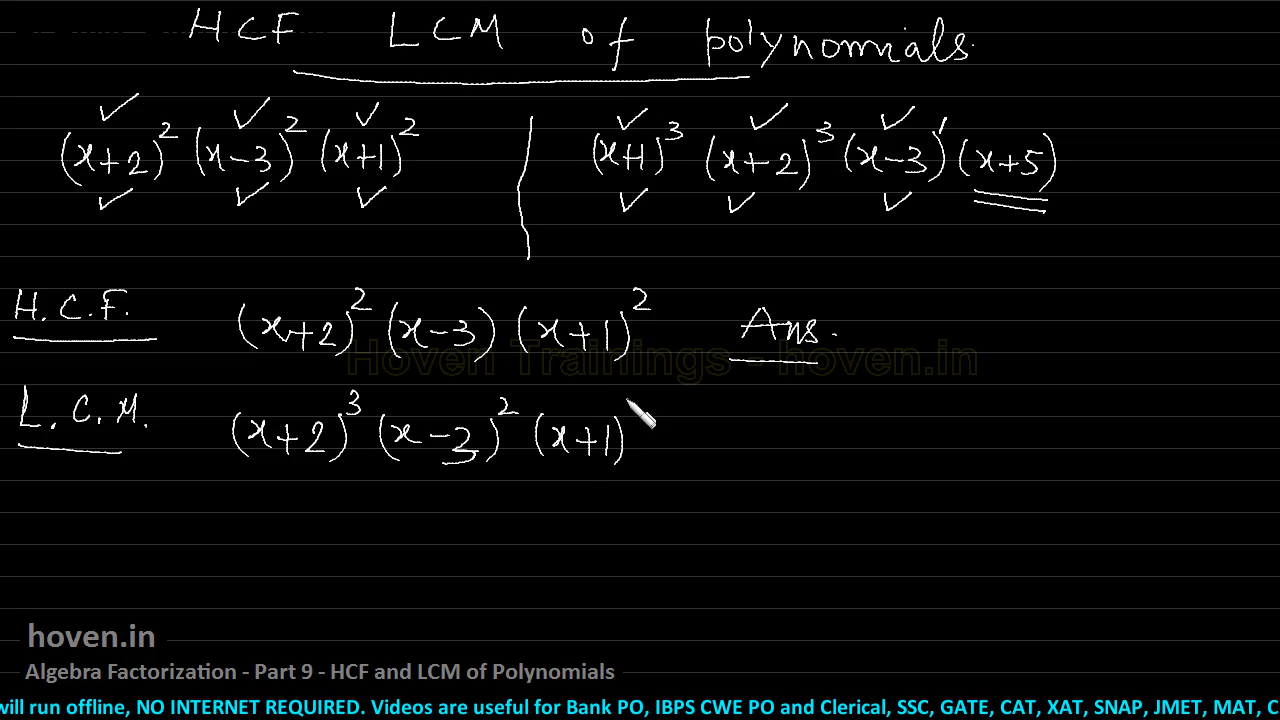 HCF LCM of polynomials.
(x+2)² (x-3)² (x+1)² | (x+1)³ (x+2)³ (x-3)¹ (x+5)
H.C.F. (x+2)² (x-3) (x+1)² Ans.
Hoven Trainings - hoven.in
L.C.M. (x+2)³ (x-3)² (x+1)
hoven.in
Algebra Factorization - Part 9 - HCF and LCM of Polynomials
will run offline, NO INTERNET REQUIRED. Videos are useful for Bank PO, IBPS CWE PO and Clerical, SSC, GATE, CAT, XAT, SNAP, JMET, MAT, C